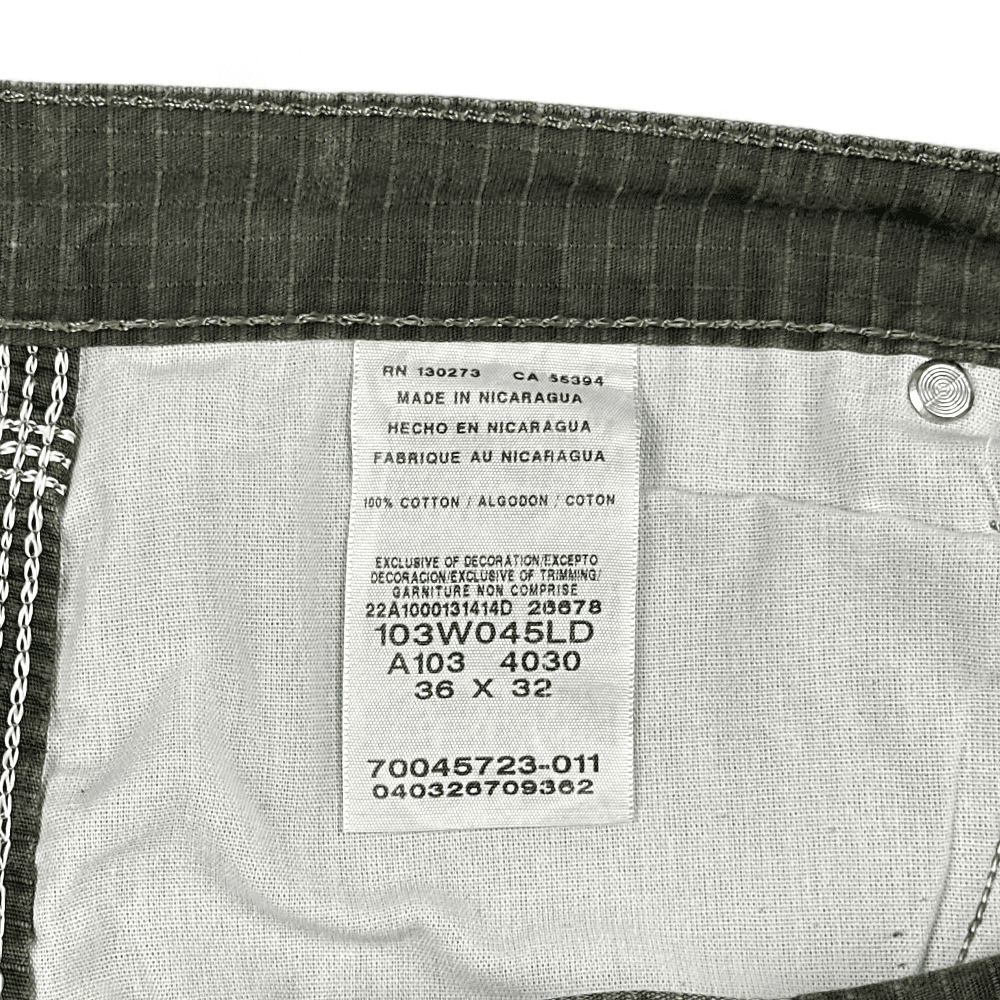 RN 130273 CA 55394
MADE IN NICARAGUA
HECHO EN NICARAGUA
FABRIQUE AU NICARAGUA
100% COTTON / ALGODON / COTON
EXCLUSIVE OF DECORATION/EXCEPTO
DECORACION/EXCLUSIVE OF TRIMMING/
GARNITURE NON COMPRISE
22A1000131414D 26678
103W045LD
A103 4030
36 X 32
70045723-011
040326709362